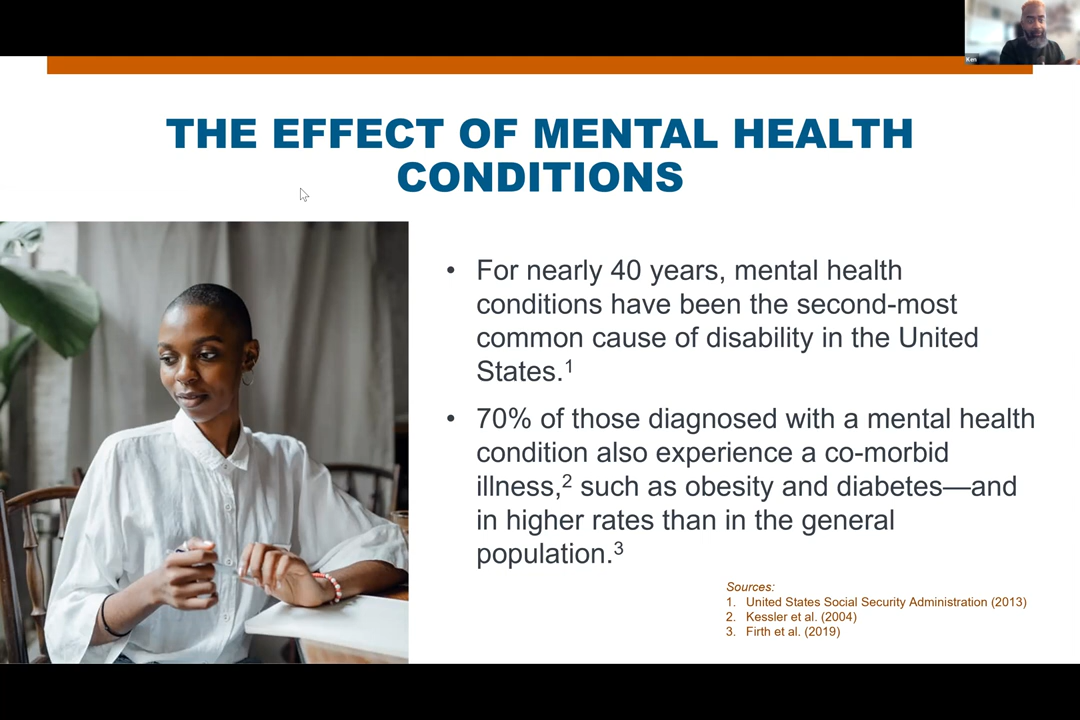 Ken
THE EFFECT OF MENTAL HEALTH
CONDITIONS
• For nearly 40 years, mental health
conditions have been the second-most
common cause of disability in the United
States.¹
• 70% of those diagnosed with a mental health
condition also experience a co-morbid
illness,² such as obesity and diabetes—and
in higher rates than in the general
population.³
Sources:
1. United States Social Security Administration (2013)
2. Kessler et al. (2004)
3. Firth et al. (2019)